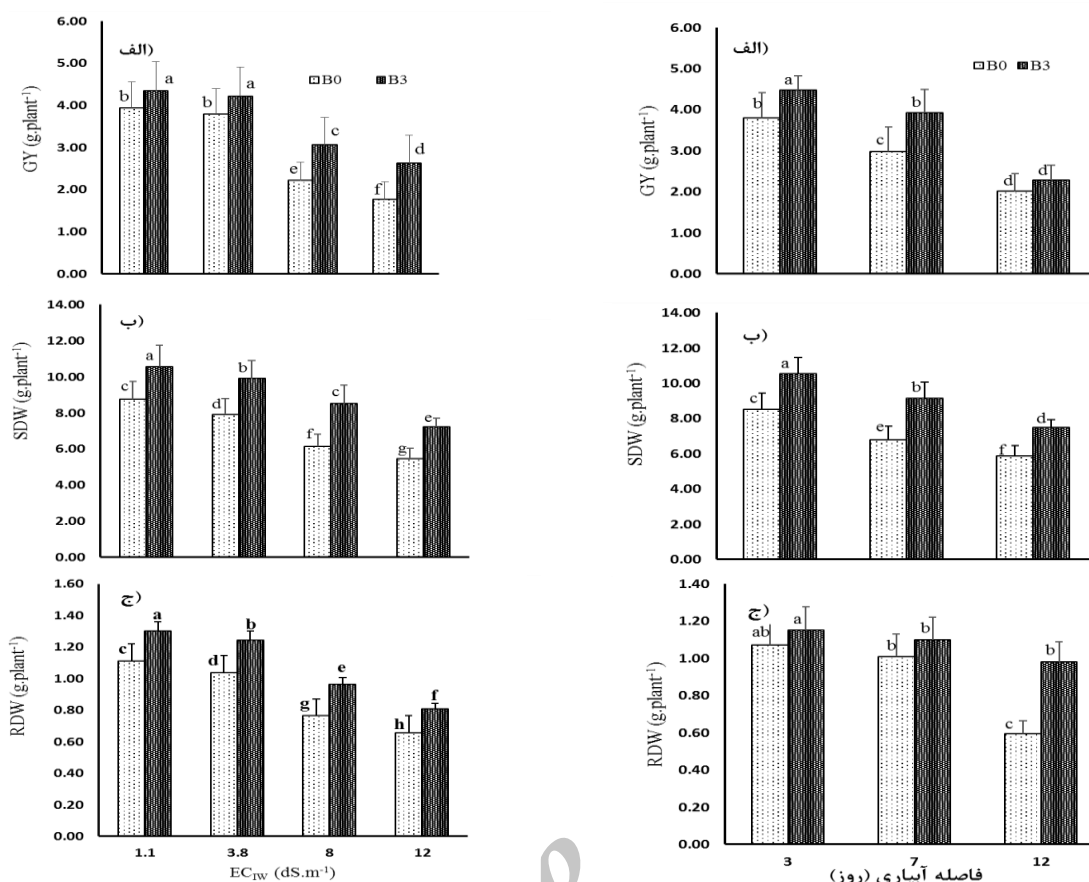 6.00
5.00
4.00
3.00
2.00
1.00
0.00
GY (g.plant⁻¹)
الف)
B0 B3
b a b a e c f d
14.00
12.00
10.00
8.00
6.00
4.00
2.00
0.00
SDW (g.plant⁻¹)
ب)
c a d b f c g e
1.60
1.40
1.20
1.00
0.80
0.60
0.40
0.20
0.00
RDW (g.plant⁻¹)
ج)
c a d b g e h f
1.1 3.8 8 12
EC_IW (dS.m⁻¹)
6.00
5.00
4.00
3.00
2.00
1.00
0.00
GY (g.plant⁻¹)
الف)
B0 B3
b a c b d d
14.00
12.00
10.00
8.00
6.00
4.00
2.00
0.00
SDW (g.plant⁻¹)
ب)
c a e b f d
1.40
1.20
1.00
0.80
0.60
0.40
0.20
0.00
RDW (g.plant⁻¹)
ج)
ab a b b c b
3 7 12
فاصله آبیاری (روز)